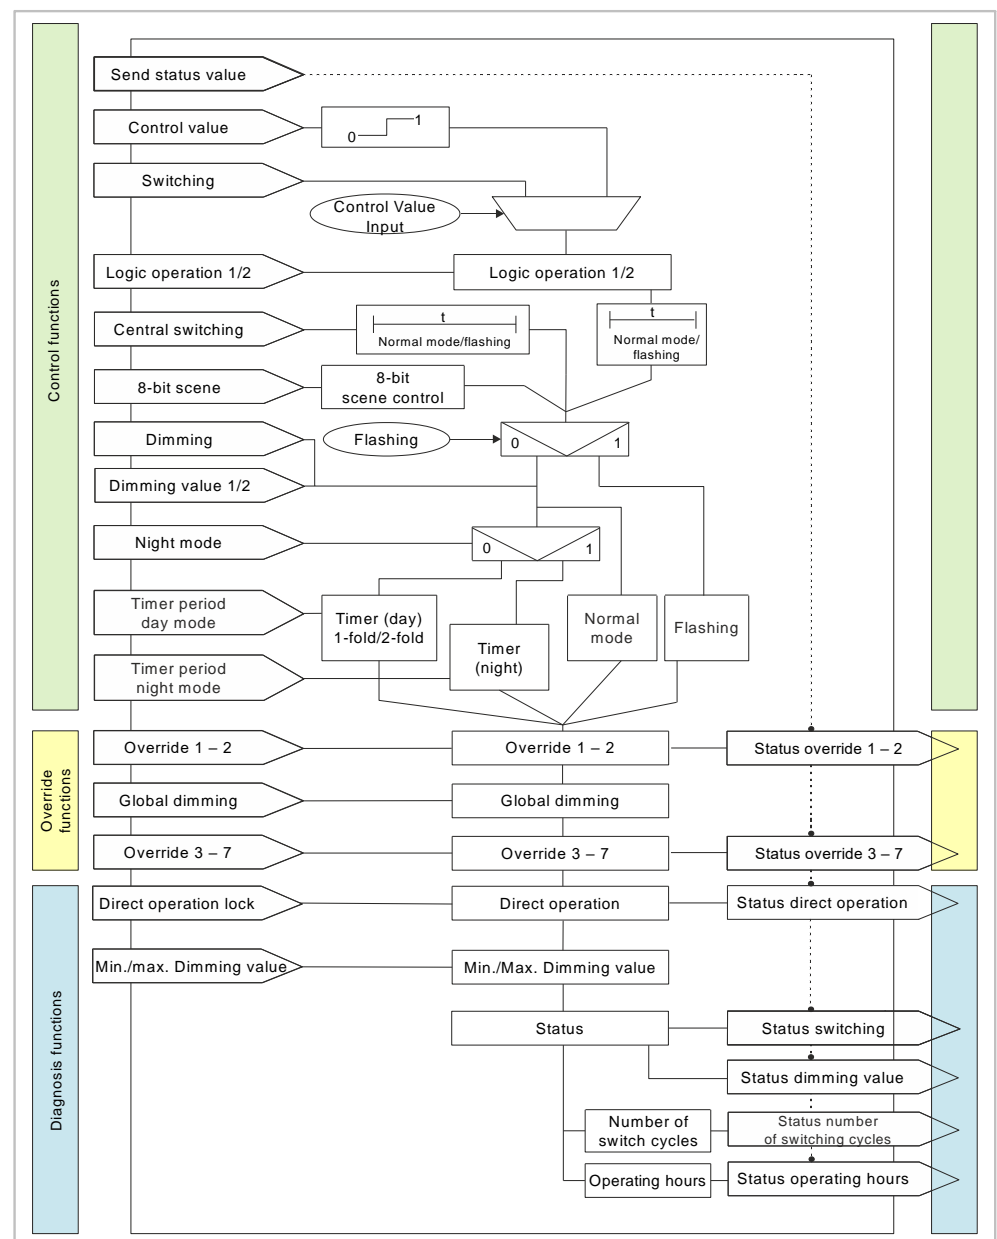 Control functions
Send status value
Control value
0
1
Switching
Control Value
Input
Logic operation 1/2
Logic operation 1/2
Central switching
t
Normal mode/flashing
t
Normal mode/
flashing
8-bit scene
8-bit
scene control
Dimming
Flashing
0
1
Dimming value 1/2
Night mode
0
1
Timer period
day mode
Timer (day)
1-fold/2-fold
Timer
(night)
Normal
mode
Flashing
Timer period
night mode
Override
functions
Override 1 – 2
Override 1 – 2
Status override 1 – 2
Global dimming
Global dimming
Override 3 – 7
Override 3 – 7
Status override 3 – 7
Diagnosis functions
Direct operation lock
Direct operation
Status direct operation
Min./max. Dimming value
Min./Max. Dimming value
Status
Status switching
Status dimming value
Number of
switch cycles
Status number
of switching cycles
Operating hours
Status operating hours